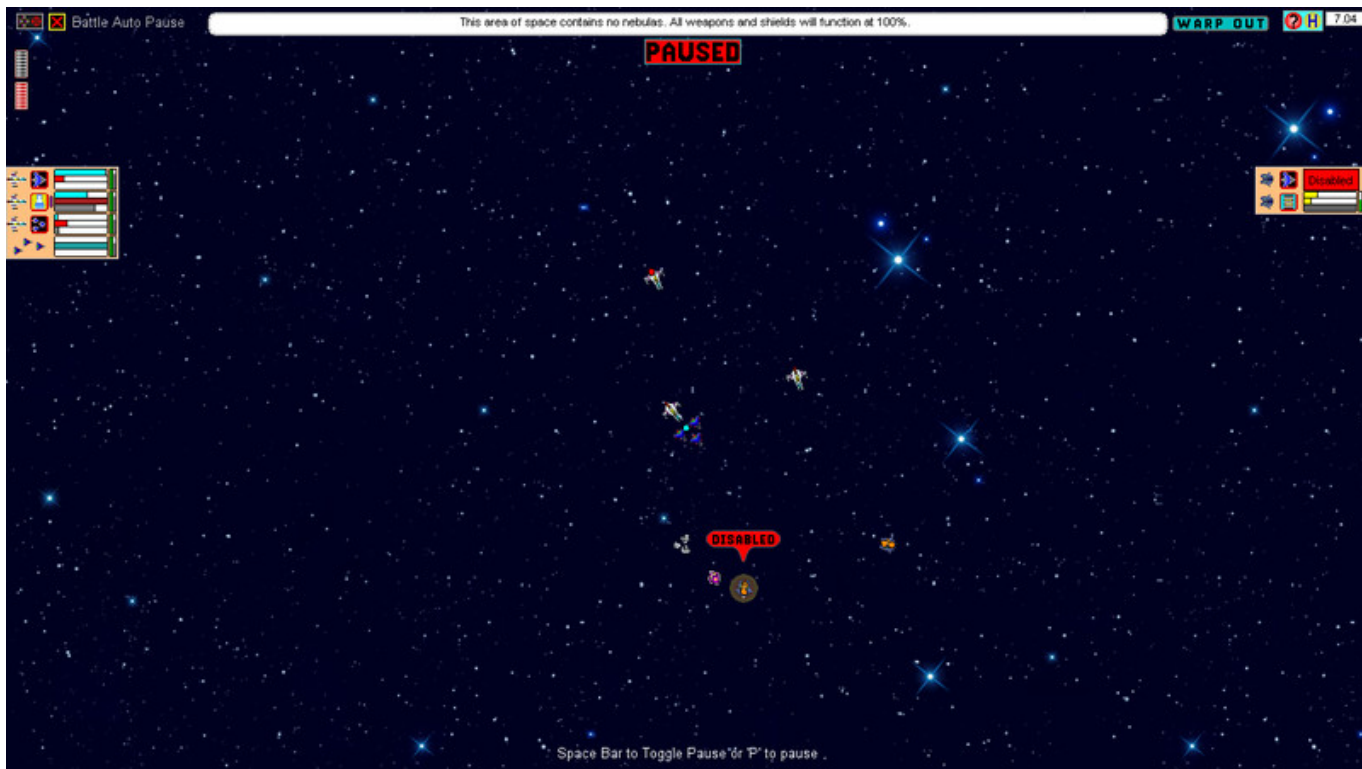 Battle Auto Pause
This area of space contains no nebulas. All weapons and shields will function at 100%.
WARP OUT
? H
7.04
PAUSED
Disabled
DISABLED
Space Bar to Toggle Pause or 'P' to pause